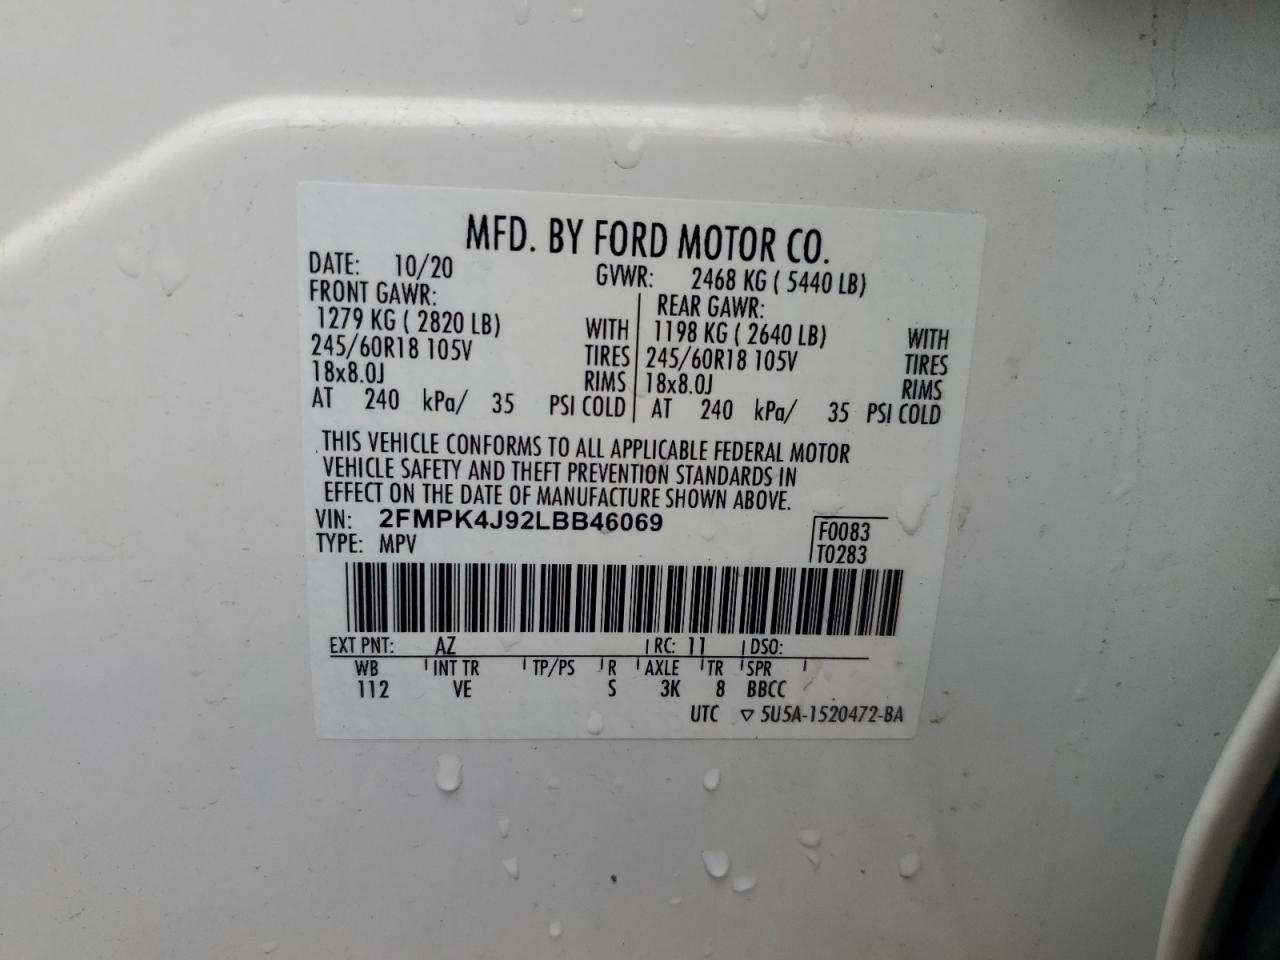 MFD. BY FORD MOTOR CO.
DATE: 10/20 GVWR: 2468 KG ( 5440 LB)
FRONT GAWR: REAR GAWR:
1279 KG ( 2820 LB) WITH 1198 KG ( 2640 LB) WITH
245/60R18 105V TIRES 245/60R18 105V TIRES
18x8.0J RIMS 18x8.0J RIMS
AT 240 kPa/ 35 PSI COLD AT 240 kPa/ 35 PSI COLD
THIS VEHICLE CONFORMS TO ALL APPLICABLE FEDERAL MOTOR
VEHICLE SAFETY AND THEFT PREVENTION STANDARDS IN
EFFECT ON THE DATE OF MANUFACTURE SHOWN ABOVE.
VIN: 2FMPK4J92LBB46069 F0083
TYPE: MPV T0283
EXT PNT: AZ RC: 11 DSO:
WB INT TR TP/PS R AXLE TR SPR
112 VE S 3K 8 BBCC
UTC ▽ 5U5A-1520472-BA